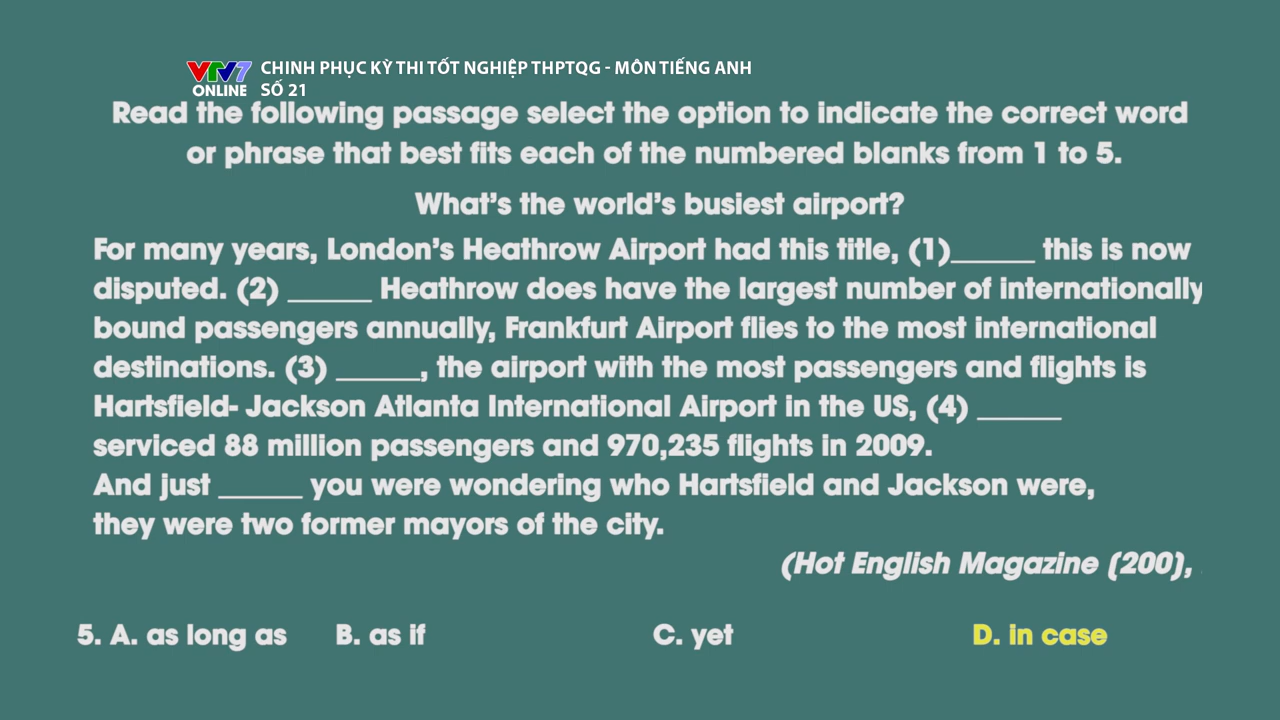 VTV7 CHINH PHỤC KỲ THI TỐT NGHIỆP THPTQG - MÔN TIẾNG ANH
ONLINE SỐ 21
Read the following passage select the option to indicate the correct word
or phrase that best fits each of the numbered blanks from 1 to 5.
What's the world's busiest airport?
For many years, London's Heathrow Airport had this title, (1)______ this is now
disputed. (2) ______ Heathrow does have the largest number of internationally
bound passengers annually, Frankfurt Airport flies to the most international
destinations. (3) ______, the airport with the most passengers and flights is
Hartsfield- Jackson Atlanta International Airport in the US, (4) ______
serviced 88 million passengers and 970,235 flights in 2009.
And just ______ you were wondering who Hartsfield and Jackson were,
they were two former mayors of the city.
(Hot English Magazine (200),
5. A. as long as B. as if C. yet D. in case